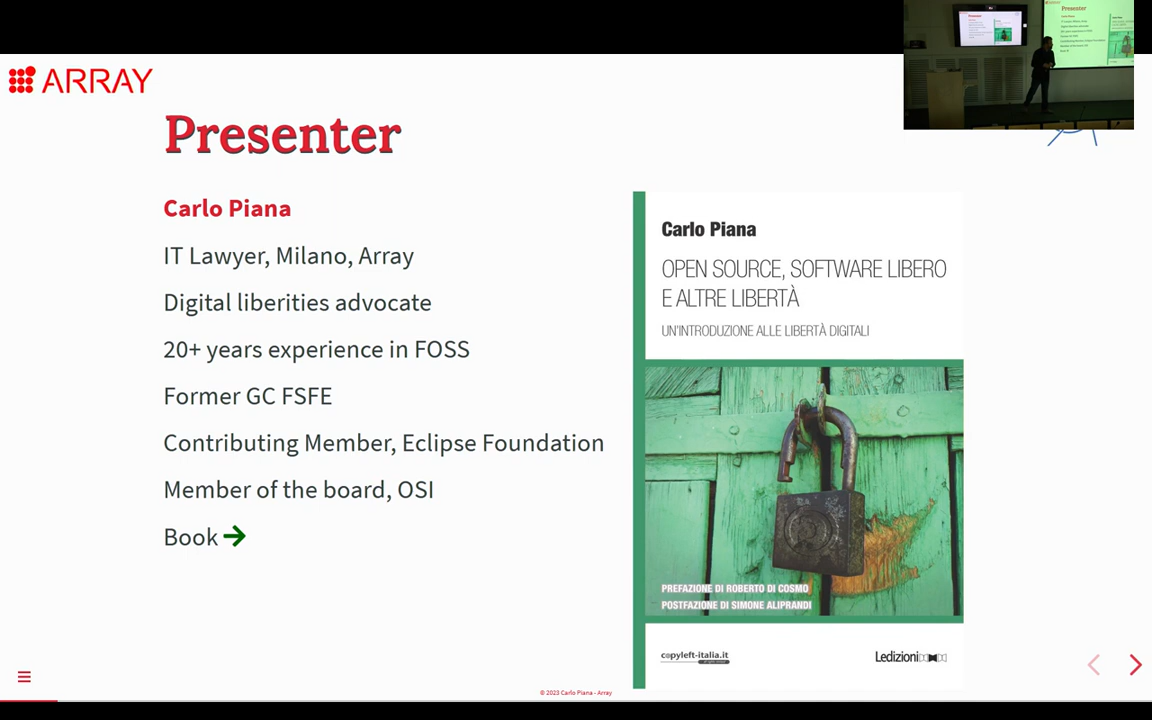 ARRAY
Presenter
Carlo Piana
IT Lawyer, Milano, Array
Digital liberities advocate
20+ years experience in FOSS
Former GC FSFE
Contributing Member, Eclipse Foundation
Member of the board, OSI
Book
Carlo Piana
OPEN SOURCE, SOFTWARE LIBERO
E ALTRE LIBERTÀ
UN'INTRODUZIONE ALLE LIBERTÀ DIGITALI
PREFAZIONE DI ROBERTO DI COSMO
POSTFAZIONE DI SIMONE ALIPRANDI
copyleft-italia.it
Ledizioni
© 2023 Carlo Piana - Array
Presenter